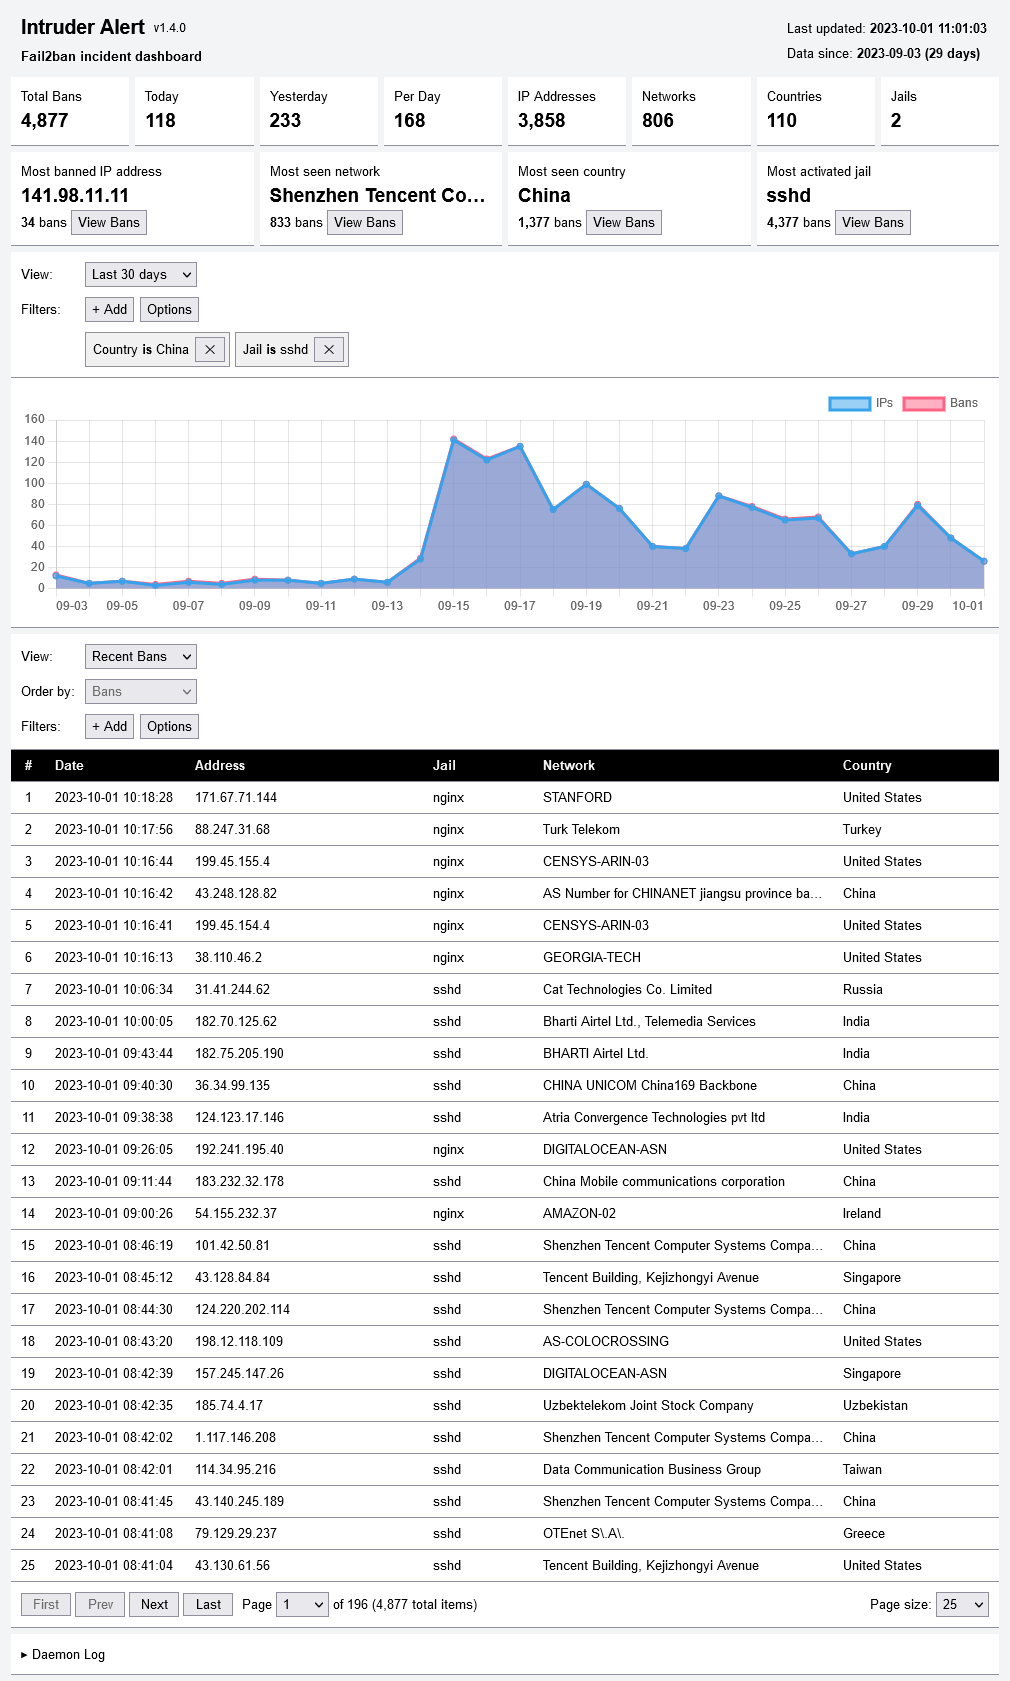 Intruder Alert v1.4.0
Fail2ban incident dashboard
Last updated: 2023-10-01 11:01:03
Data since: 2023-09-03 (29 days)
Total Bans Today Yesterday Per Day IP Addresses Networks Countries Jails
4,877 118 233 168 3,858 806 110 2
Most banned IP address Most seen network Most seen country Most activated jail
141.98.11.11 Shenzhen Tencent Co... China sshd
34 bans View Bans 833 bans View Bans 1,377 bans View Bans 4,377 bans View Bans
View: Last 30 days
Filters: + Add Options
Country is China × Jail is sshd ×
IPs Bans
160
140
120
100
80
60
40
20
0
09-03 09-05 09-07 09-09 09-11 09-13 09-15 09-17 09-19 09-21 09-23 09-25 09-27 09-29 10-01
View: Recent Bans
Order by: Bans
Filters: + Add Options
# Date Address Jail Network Country
1 2023-10-01 10:18:28 171.67.71.144 nginx STANFORD United States
2 2023-10-01 10:17:56 88.247.31.68 nginx Turk Telekom Turkey
3 2023-10-01 10:16:44 199.45.155.4 nginx CENSYS-ARIN-03 United States
4 2023-10-01 10:16:42 43.248.128.82 nginx AS Number for CHINANET jiangsu province ba... China
5 2023-10-01 10:16:41 199.45.154.4 nginx CENSYS-ARIN-03 United States
6 2023-10-01 10:16:13 38.110.46.2 nginx GEORGIA-TECH United States
7 2023-10-01 10:06:34 31.41.244.62 sshd Cat Technologies Co. Limited Russia
8 2023-10-01 10:00:05 182.70.125.62 sshd Bharti Airtel Ltd., Telemedia Services India
9 2023-10-01 09:43:44 182.75.205.190 sshd BHARTI Airtel Ltd. India
10 2023-10-01 09:40:30 36.34.99.135 sshd CHINA UNICOM China169 Backbone China
11 2023-10-01 09:38:38 124.123.17.146 sshd Atria Convergence Technologies pvt ltd India
12 2023-10-01 09:26:05 192.241.195.40 nginx DIGITALOCEAN-ASN United States
13 2023-10-01 09:11:44 183.232.32.178 sshd China Mobile communications corporation China
14 2023-10-01 09:00:26 54.155.232.37 nginx AMAZON-02 Ireland
15 2023-10-01 08:46:19 101.42.50.81 sshd Shenzhen Tencent Computer Systems Compa... China
16 2023-10-01 08:45:12 43.128.84.84 sshd Tencent Building, Kejizhongyi Avenue Singapore
17 2023-10-01 08:44:30 124.220.202.114 sshd Shenzhen Tencent Computer Systems Compa... China
18 2023-10-01 08:43:20 198.12.118.109 sshd AS-COLOCROSSING United States
19 2023-10-01 08:42:39 157.245.147.26 sshd DIGITALOCEAN-ASN Singapore
20 2023-10-01 08:42:35 185.74.4.17 sshd Uzbektelekom Joint Stock Company Uzbekistan
21 2023-10-01 08:42:02 1.117.146.208 sshd Shenzhen Tencent Computer Systems Compa... China
22 2023-10-01 08:42:01 114.34.95.216 sshd Data Communication Business Group Taiwan
23 2023-10-01 08:41:45 43.140.245.189 sshd Shenzhen Tencent Computer Systems Compa... China
24 2023-10-01 08:41:08 79.129.29.237 sshd OTEnet S\.A\. Greece
25 2023-10-01 08:41:04 43.130.61.56 sshd Tencent Building, Kejizhongyi Avenue United States
First Prev Next Last Page 1 of 196 (4,877 total items) Page size: 25
▸ Daemon Log